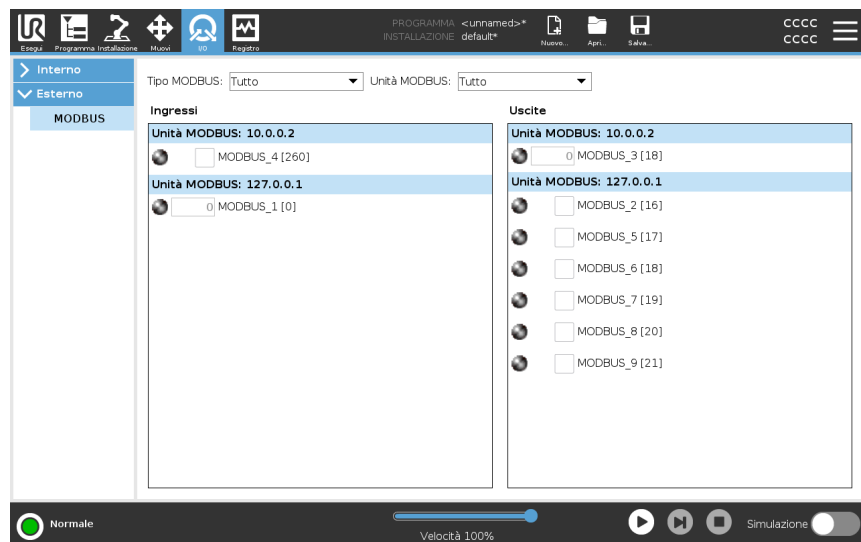 UR
Esegui
Programma
Installazione
Muovi
I/O
Registro
PROGRAMMA <unnamed>*
INSTALLAZIONE default*
Nuovo...
Apri...
Salva...
CCCC
CCCC
Interno
Esterno
MODBUS
Tipo MODBUS: Tutto
Unità MODBUS: Tutto
Ingressi
Unità MODBUS: 10.0.0.2
MODBUS_4 [260]
Unità MODBUS: 127.0.0.1
0 MODBUS_1 [0]
Uscite
Unità MODBUS: 10.0.0.2
0 MODBUS_3 [18]
Unità MODBUS: 127.0.0.1
MODBUS_2 [16]
MODBUS_5 [17]
MODBUS_6 [18]
MODBUS_7 [19]
MODBUS_8 [20]
MODBUS_9 [21]
Normale
Velocità 100%
Simulazione